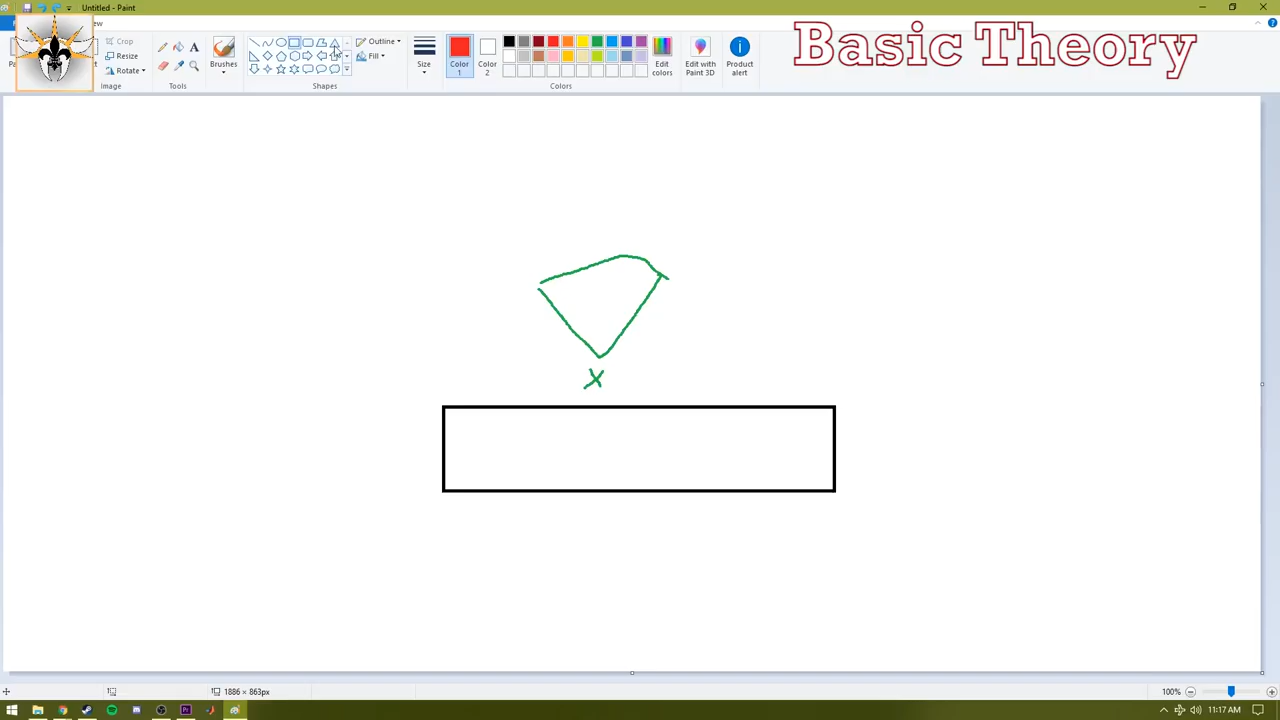 Untitled - Paint
Basic Theory
Crop
Resize
Rotate
Image
Tools
Brushes
Outline
Fill
Shapes
Size
Color 1
Color 2
Edit colors
Edit with Paint 3D
Product alert
Colors
X
1886 × 863px
100%
11:17 AM